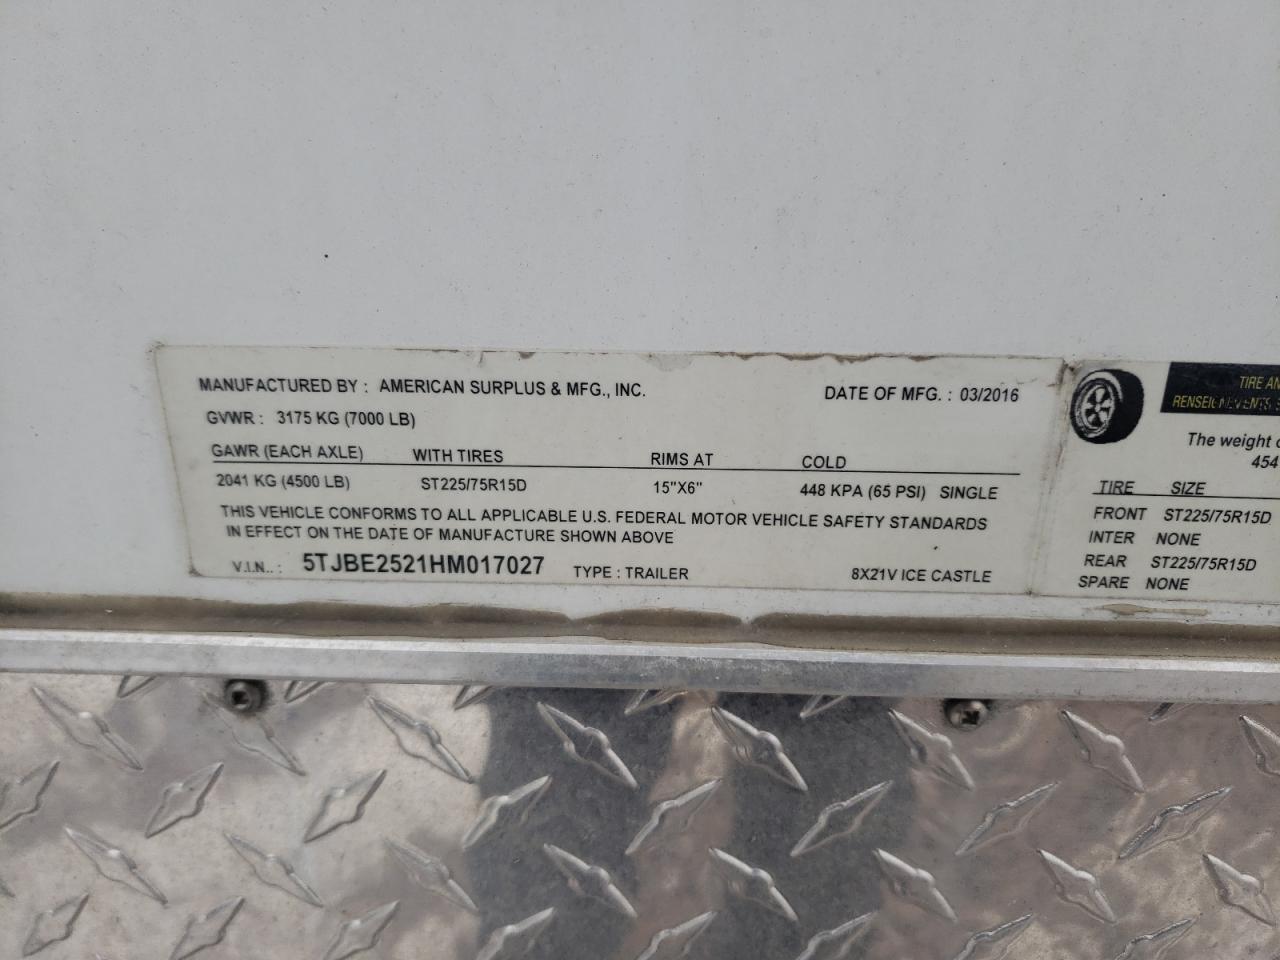 MANUFACTURED BY : AMERICAN SURPLUS & MFG., INC. DATE OF MFG. : 03/2016
GVWR : 3175 KG (7000 LB)
GAWR (EACH AXLE) WITH TIRES RIMS AT COLD
2041 KG (4500 LB) ST225/75R15D 15"X6" 448 KPA (65 PSI) SINGLE
THIS VEHICLE CONFORMS TO ALL APPLICABLE U.S. FEDERAL MOTOR VEHICLE SAFETY STANDARDS
IN EFFECT ON THE DATE OF MANUFACTURE SHOWN ABOVE
V.I.N.. : 5TJBE2521HM017027 TYPE : TRAILER 8X21V ICE CASTLE
TIRE
The weight
454
TIRE SIZE
FRONT ST225/75R15D
INTER NONE
REAR ST225/75R15D
SPARE NONE